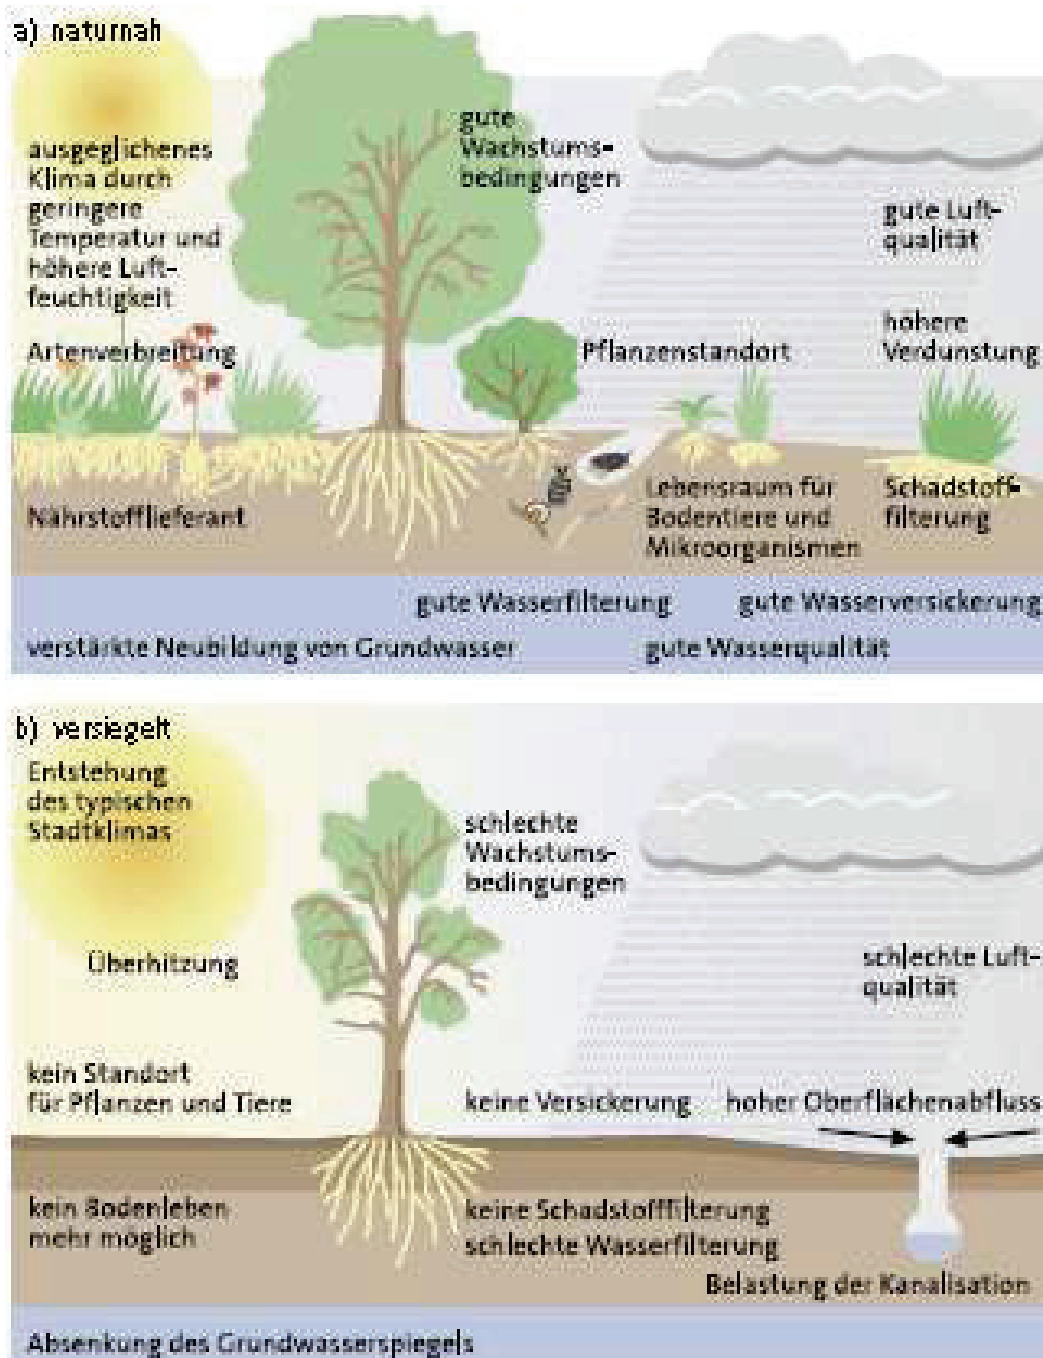 a) naturnah
ausgeglichenes
Klima durch
geringere
Temperatur und
höhere Luft-
feuchtigkeit
Artenverbreitung
gute
Wachstums-
bedingungen
gute Luft-
qualität
höhere
Verdunstung
Pflanzenstandort
Nährstofflieferant
Lebensraum für
Bodentiere und
Mikroorganismen
Schadstoff-
filterung
gute Wasserfilterung
gute Wasserversickerung
verstärkte Neubildung von Grundwasser
gute Wasserqualität
b) versiegelt
Entstehung
des typischen
Stadtklimas
Überhitzung
schlechte
Wachstums-
bedingungen
schlechte Luft-
qualität
kein Standort
für Pflanzen und Tiere
keine Versickerung
hoher Oberflächenabfluss
kein Bodenleben
mehr möglich
keine Schadstofffilterung
schlechte Wasserfilterung
Belastung der Kanalisation
Absenkung des Grundwasserspiegels